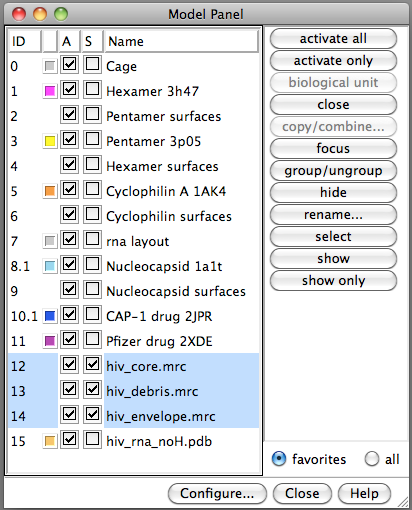 Model Panel
ID A S Name
0 Cage
1 Hexamer 3h47
2 Pentamer surfaces
3 Pentamer 3p05
4 Hexamer surfaces
5 Cyclophilin A 1AK4
6 Cyclophilin surfaces
7 rna layout
8.1 Nucleocapsid 1a1t
9 Nucleocapsid surfaces
10.1 CAP-1 drug 2JPR
11 Pfizer drug 2XDE
12 hiv_core.mrc
13 hiv_debris.mrc
14 hiv_envelope.mrc
15 hiv_rna_noH.pdb
activate all
activate only
biological unit
close
copy/combine...
focus
group/ungroup
hide
rename...
select
show
show only
favorites all
Configure... Close Help